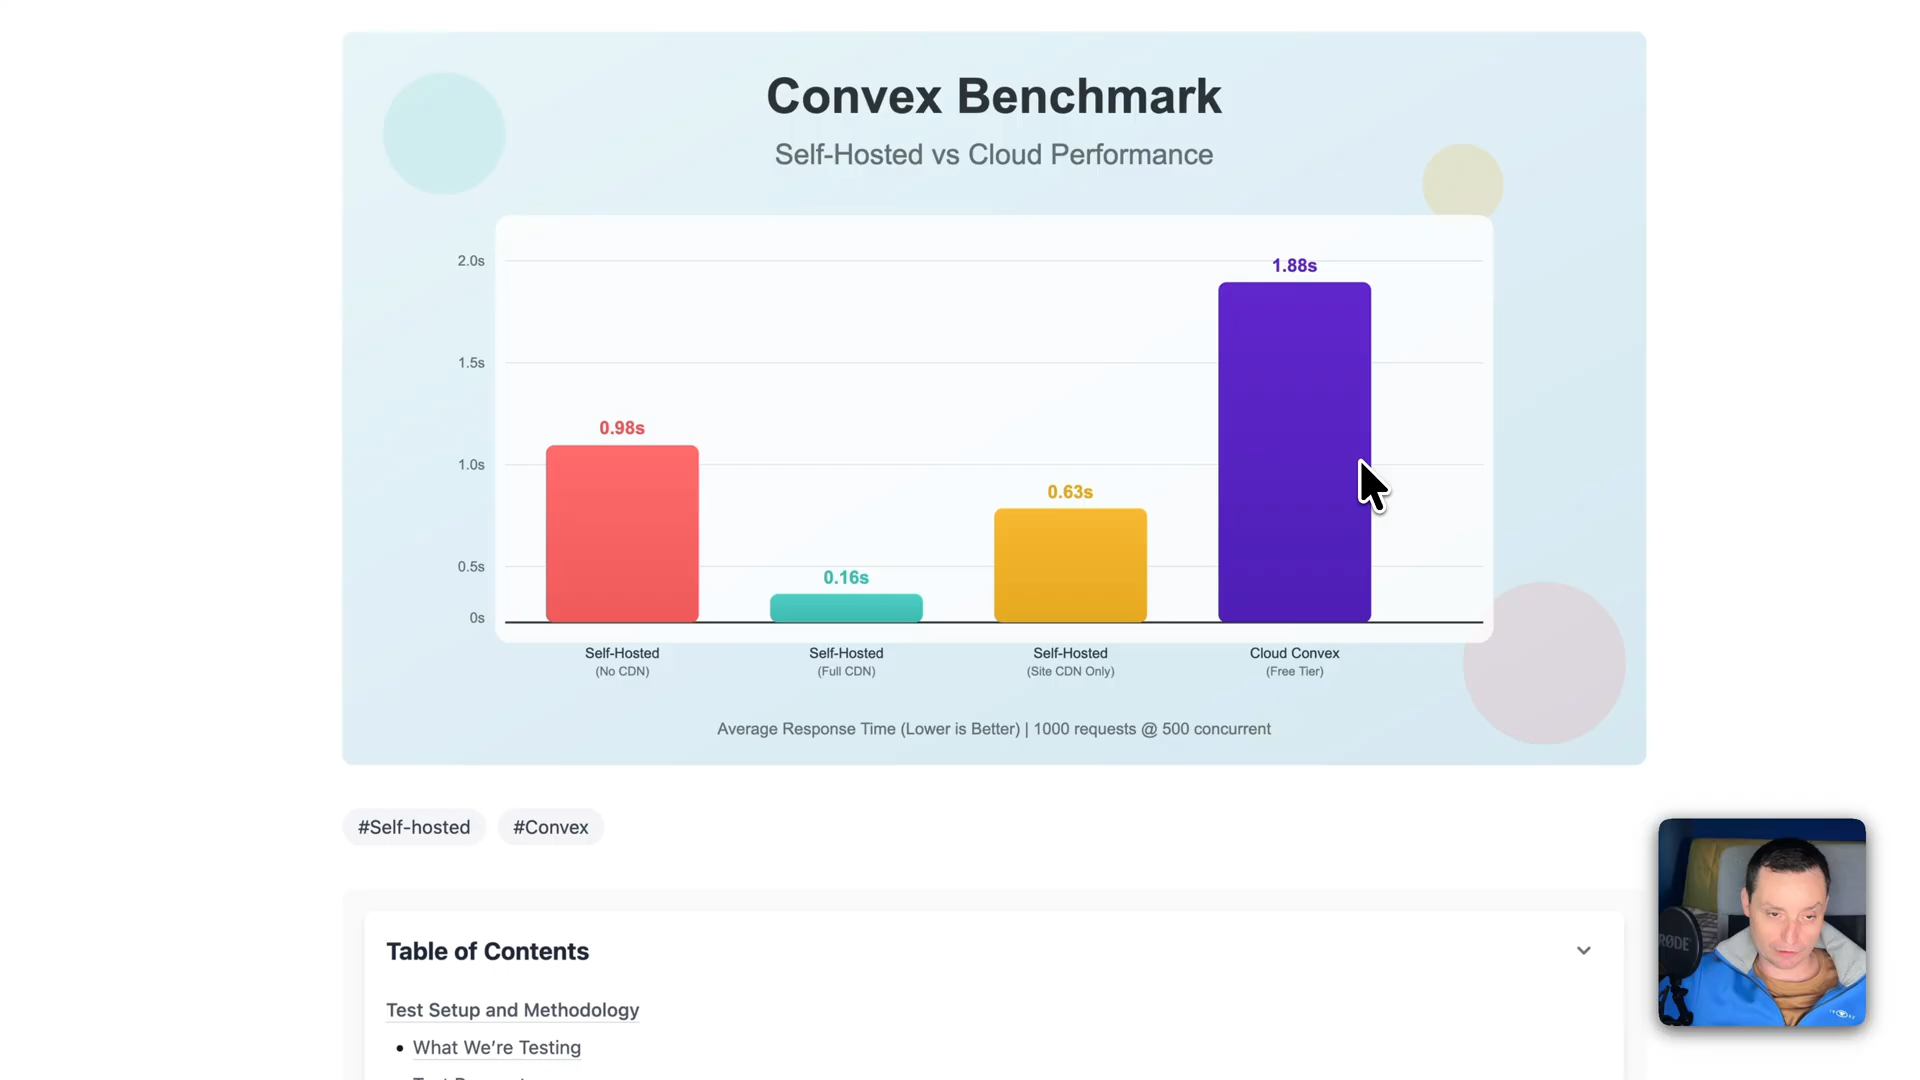 Convex Benchmark
Self-Hosted vs Cloud Performance
2.0s
1.5s
1.0s
0.5s
0s
0.98s
0.16s
0.63s
1.88s
Self-Hosted
(No CDN)
Self-Hosted
(Full CDN)
Self-Hosted
(Site CDN Only)
Cloud Convex
(Free Tier)
Average Response Time (Lower is Better) | 1000 requests @ 500 concurrent
#Self-hosted #Convex
Table of Contents
Test Setup and Methodology
• What We’re Testing
RØDE